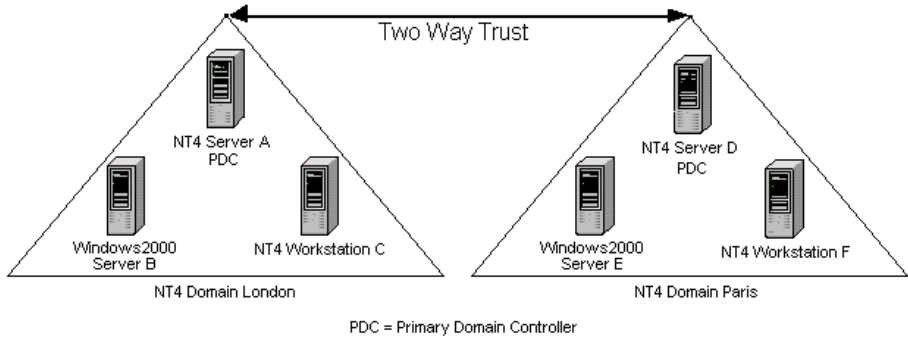 Two Way Trust
NT4 Server A
PDC
Windows2000
Server B
NT4 Workstation C
NT4 Domain London
NT4 Server D
PDC
Windows2000
Server E
NT4 Workstation F
NT4 Domain Paris
PDC = Primary Domain Controller